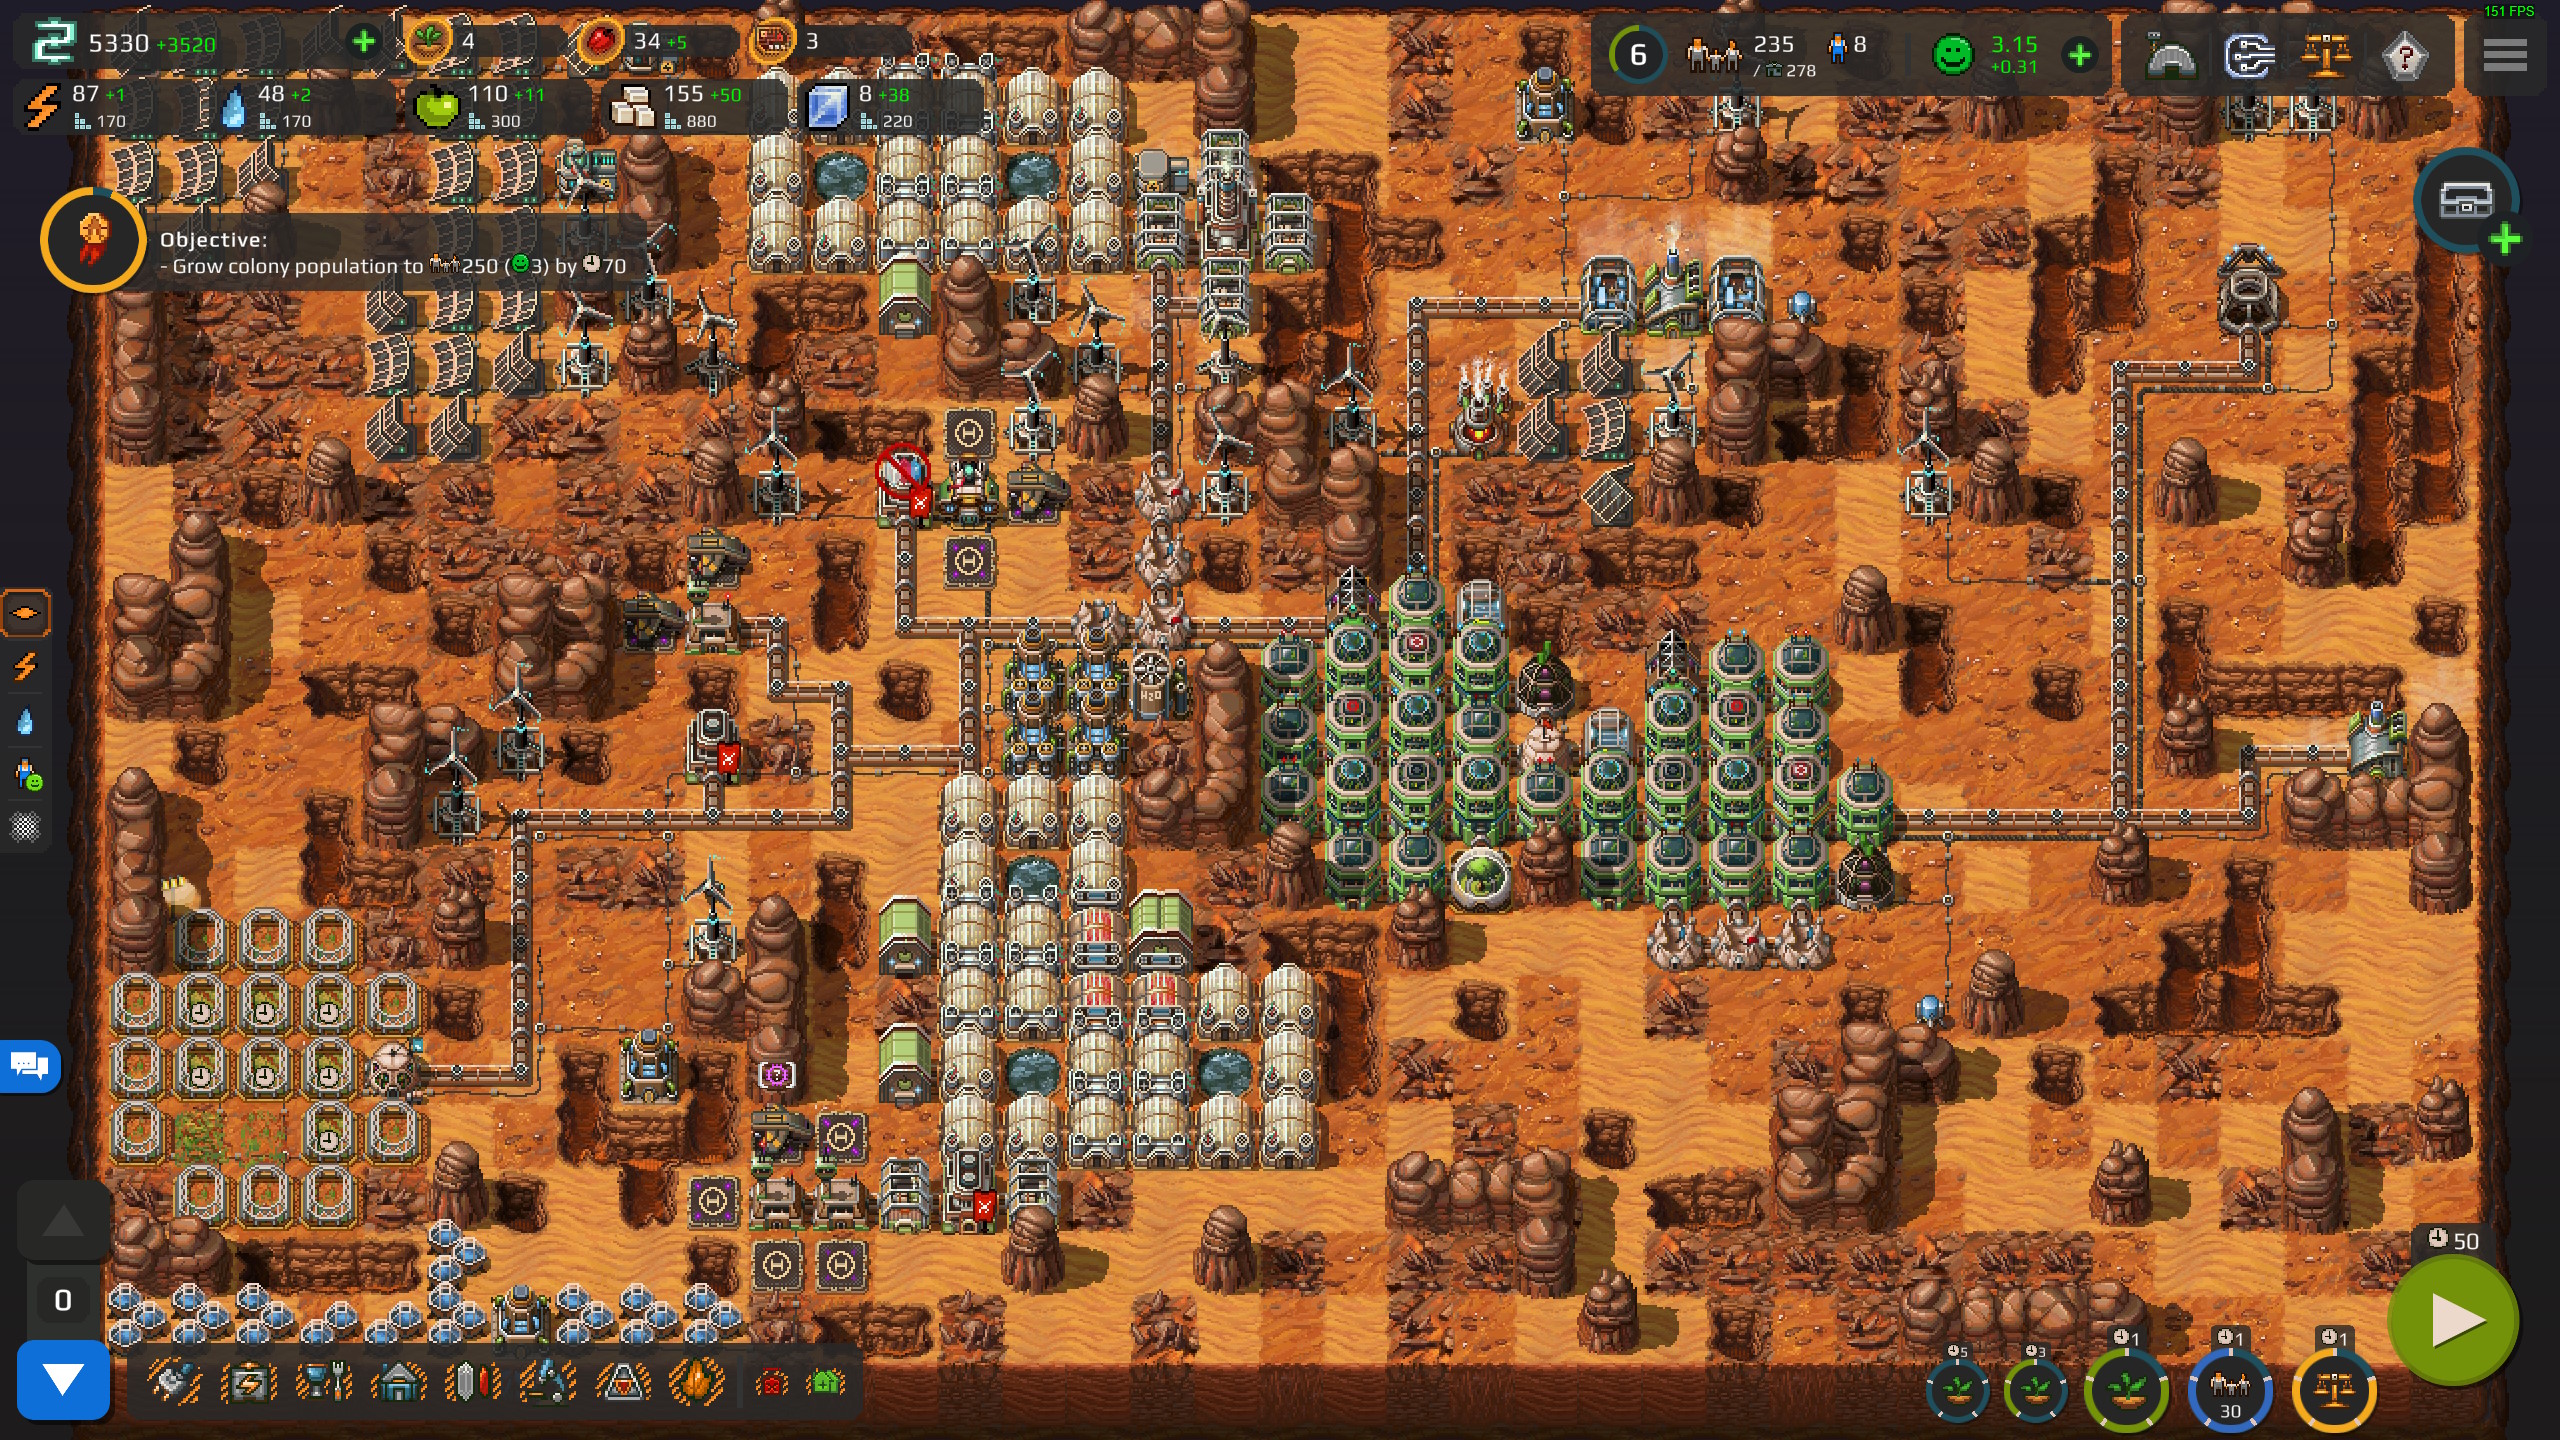 151 FPS
5330 +3520
4
34 +5
3
6
235
/ 278
8
3.15
+0.31
87 +1
170
48 +2
170
110 +11
300
155 +50
880
8 +38
220
Objective:
- Grow colony population to 250 (3) by 70
H
H
H2O
H
H
H
H
0
50
5
3
1
1
30
1